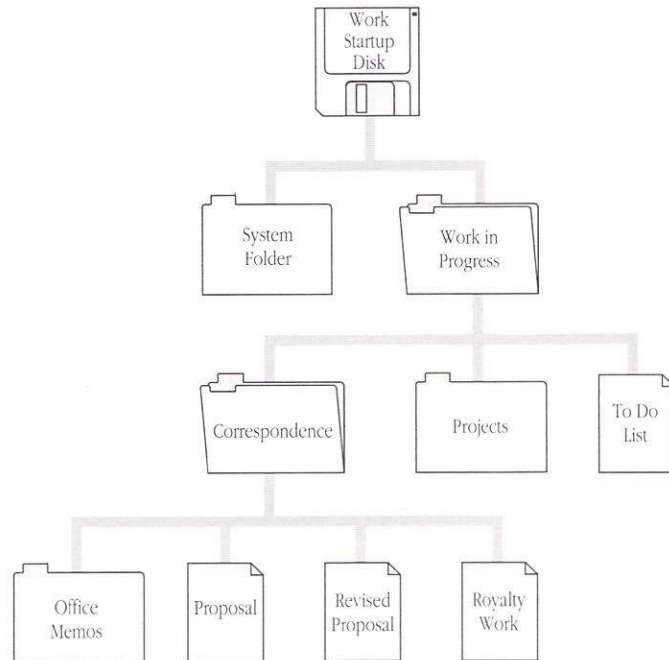 Work
Startup
Disk
System
Folder
Work in
Progress
Correspondence
Projects
To Do
List
Office
Memos
Proposal
Revised
Proposal
Royalty
Work